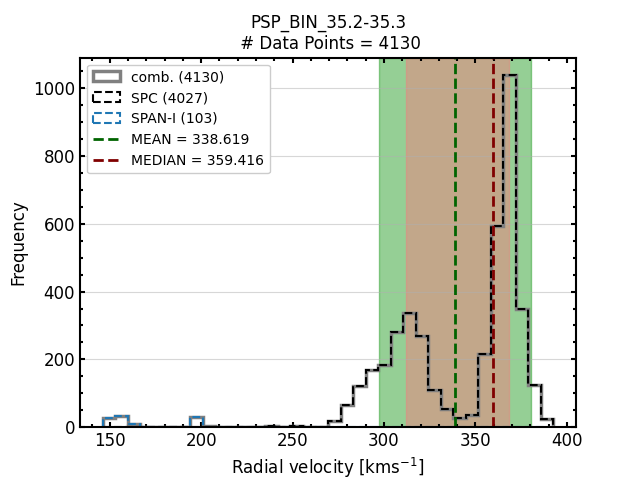 PSP_BIN_35.2-35.3
# Data Points = 4130
comb. (4130)
SPC (4027)
SPAN-I (103)
MEAN = 338.619
MEDIAN = 359.416
Frequency
1000
800
600
400
200
0
150 200 250 300 350 400
Radial velocity [kms⁻¹]